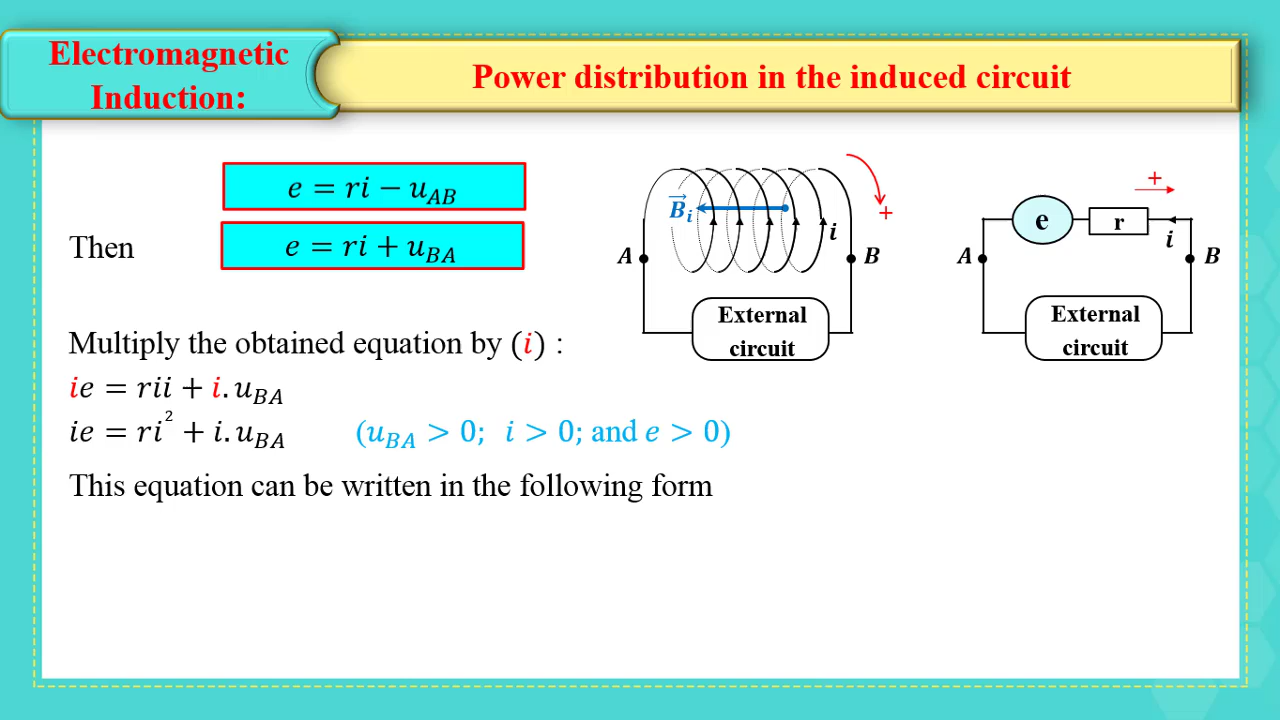 Electromagnetic
Induction:
Power distribution in the induced circuit
e = ri − u_AB
Then e = ri + u_BA
Multiply the obtained equation by (i) :
ie = rii + i. u_BA
ie = ri² + i. u_BA (u_BA > 0; i > 0; and e > 0)
This equation can be written in the following form
B⃗_i
+
i
A
B
External
circuit
+
e
r
i
A
B
External
circuit